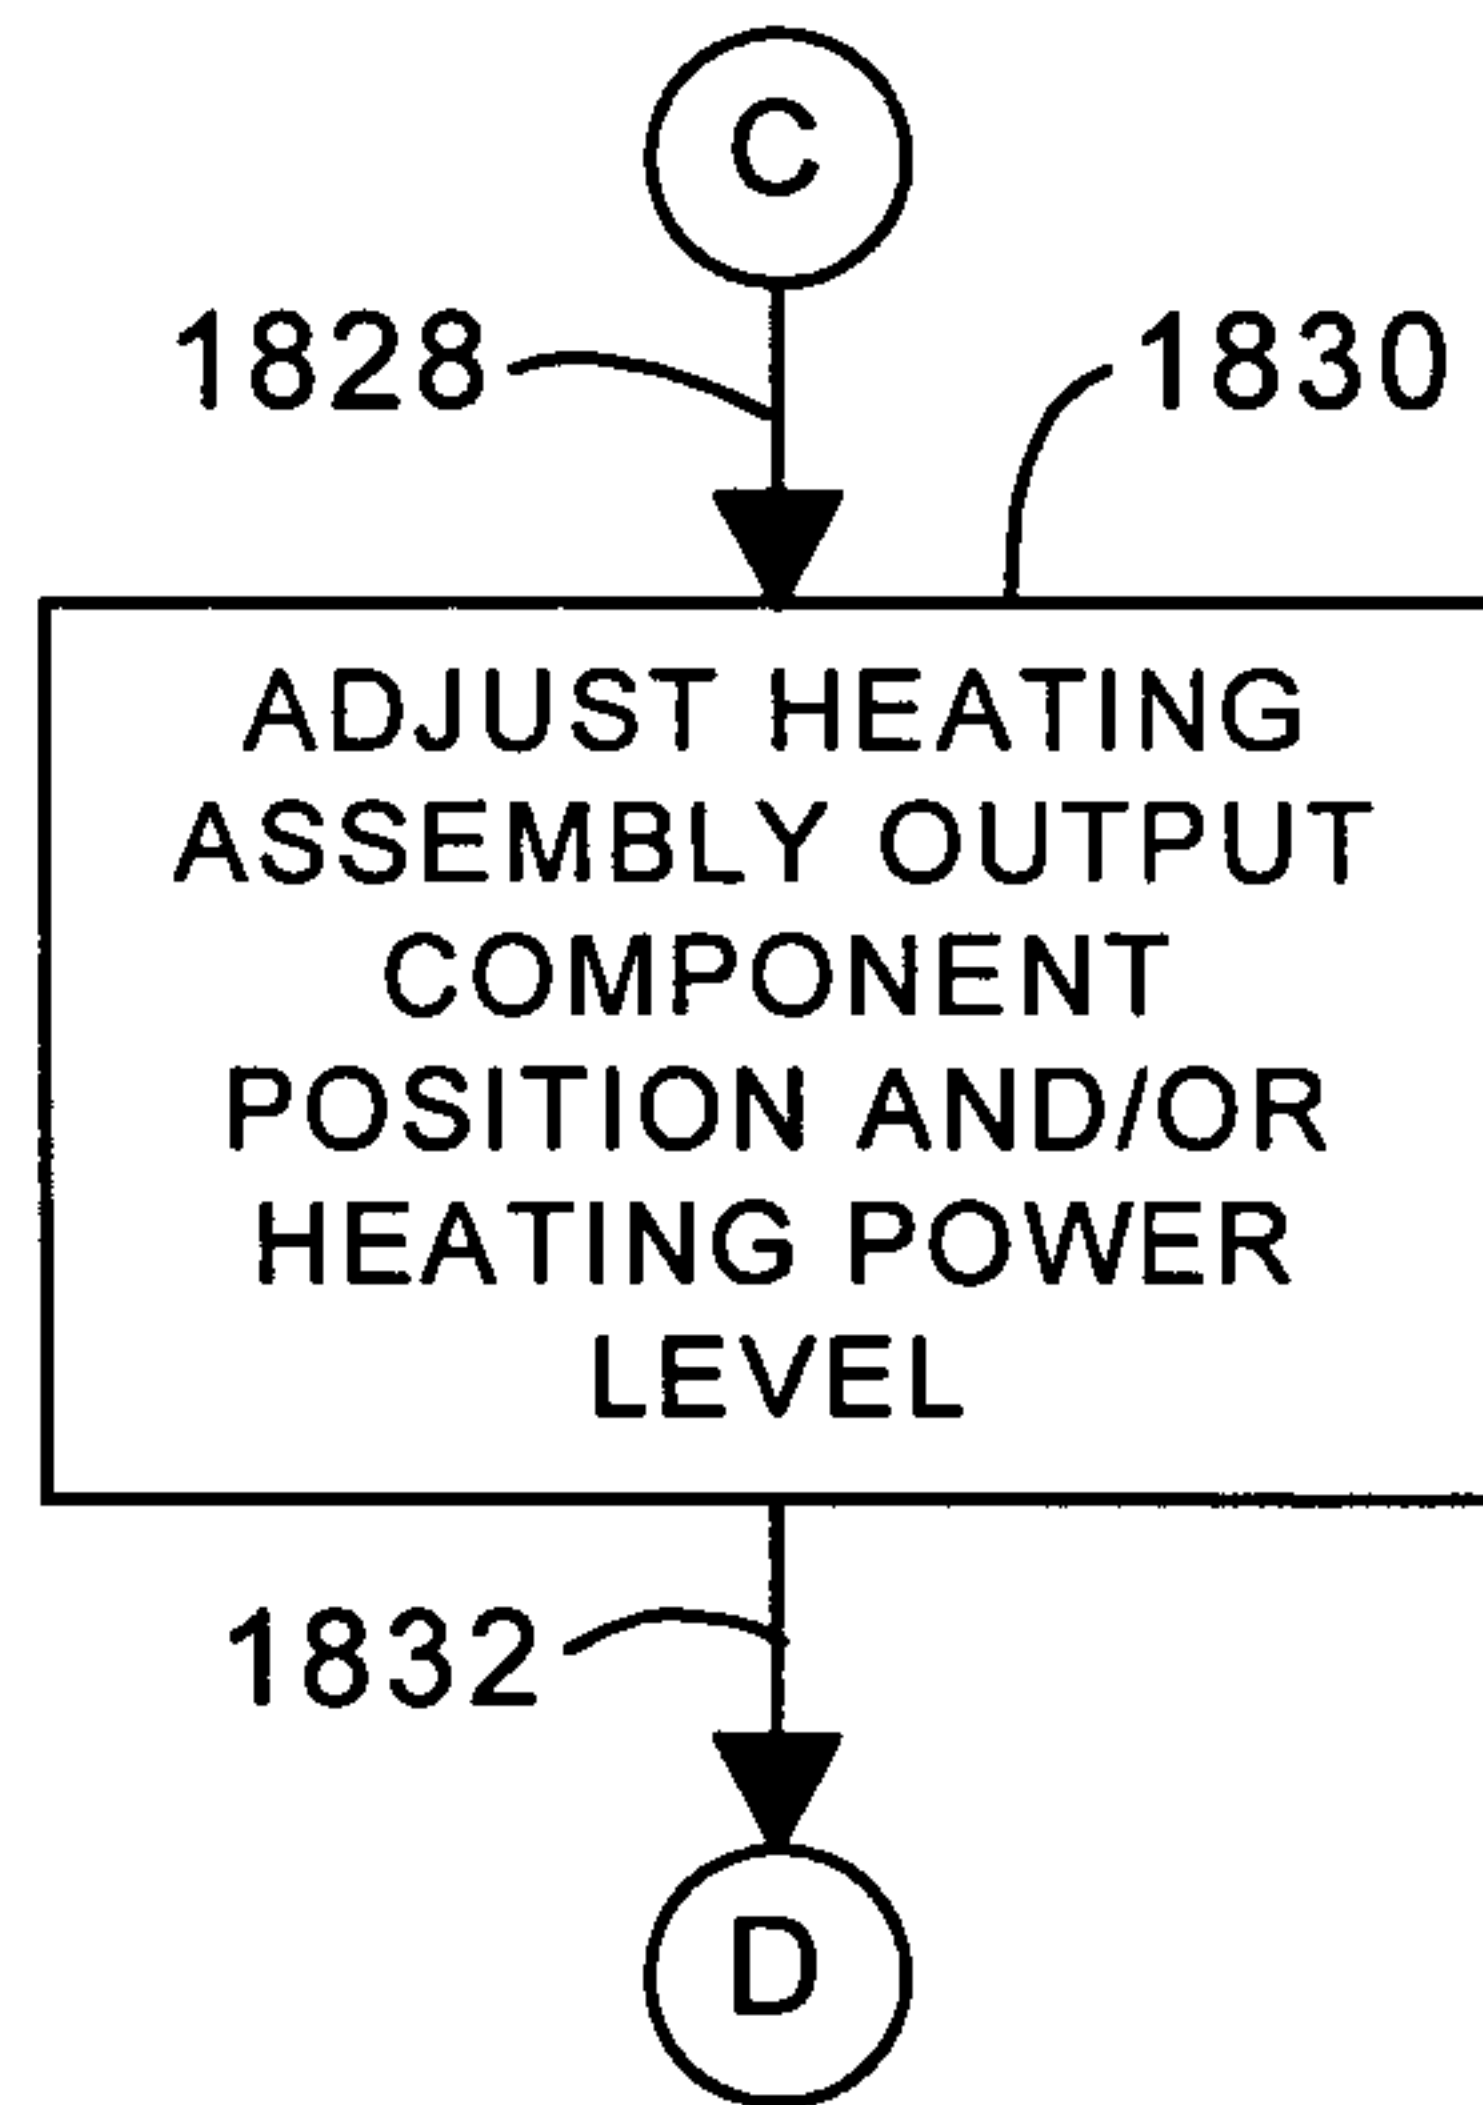 C
1828
1830
ADJUST HEATING
ASSEMBLY OUTPUT
COMPONENT
POSITION AND/OR
HEATING POWER
LEVEL
1832
D